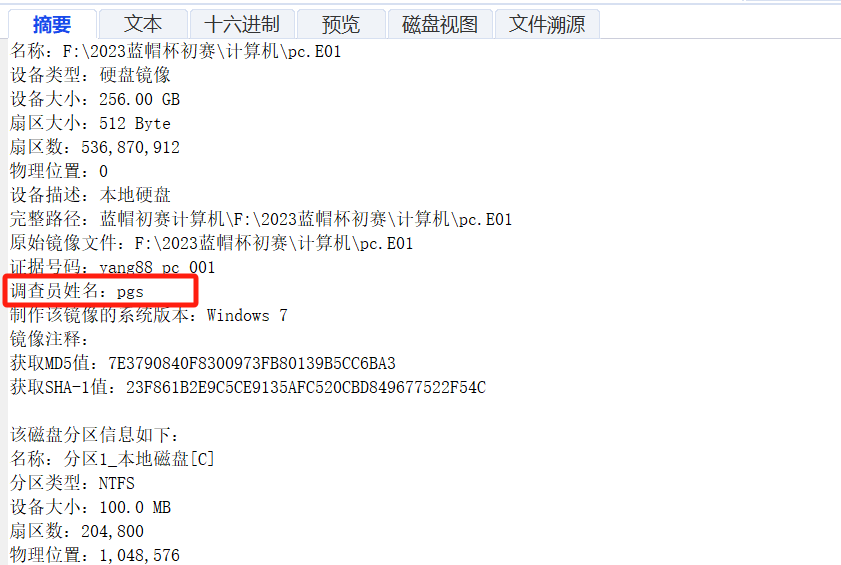 摘要 文本 十六进制 预览 磁盘视图 文件溯源
名称：F:\2023蓝帽杯初赛\计算机\pc.E01
设备类型：硬盘镜像
设备大小：256.00 GB
扇区大小：512 Byte
扇区数：536,870,912
物理位置：0
设备描述：本地硬盘
完整路径：蓝帽初赛计算机\F:\2023蓝帽杯初赛\计算机\pc.E01
原始镜像文件：F:\2023蓝帽杯初赛\计算机\pc.E01
证据号码：yang88_pc_001
调查员姓名：pgs
制作该镜像的系统版本：Windows 7
镜像注释：
获取MD5值：7E3790840F8300973FB80139B5CC6BA3
获取SHA-1值：23F861B2E9C5CE9135AFC520CBD849677522F54C
该磁盘分区信息如下：
名称：分区1_本地磁盘[C]
分区类型：NTFS
设备大小：100.0 MB
扇区数：204,800
物理位置：1,048,576